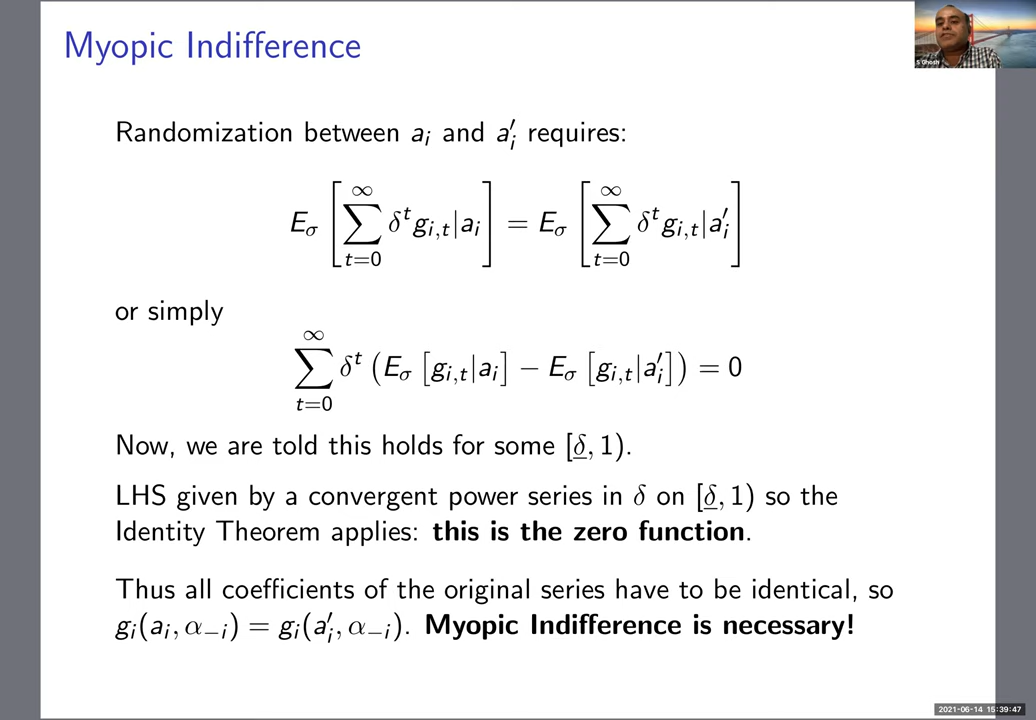 Myopic Indifference
S Ghosh
Randomization between a_i and a′_i requires:
E_σ [ ∑_{t=0}^{∞} δ^t g_{i,t}|a_i ] = E_σ [ ∑_{t=0}^{∞} δ^t g_{i,t}|a′_i ]
or simply
∑_{t=0}^{∞} δ^t (E_σ [g_{i,t}|a_i] − E_σ [g_{i,t}|a′_i]) = 0
Now, we are told this holds for some [δ̲, 1).
LHS given by a convergent power series in δ on [δ̲, 1) so the
Identity Theorem applies: this is the zero function.
Thus all coefficients of the original series have to be identical, so
g_i(a_i, α_{−i}) = g_i(a′_i, α_{−i}). Myopic Indifference is necessary!
2021-06-14 15:39:47